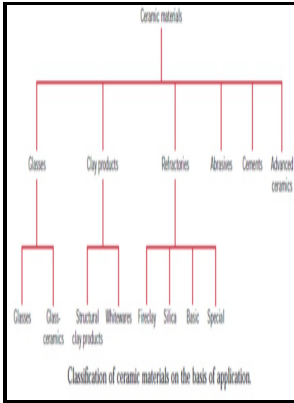 Ceramic materials
Glasses Clay products Refractories Abrasives Cements Advanced
ceramics
Glasses Glass- Structural Whitewares Fireclay Silica Basic Special
ceramics clay products
Classification of ceramic materials on the basis of application.